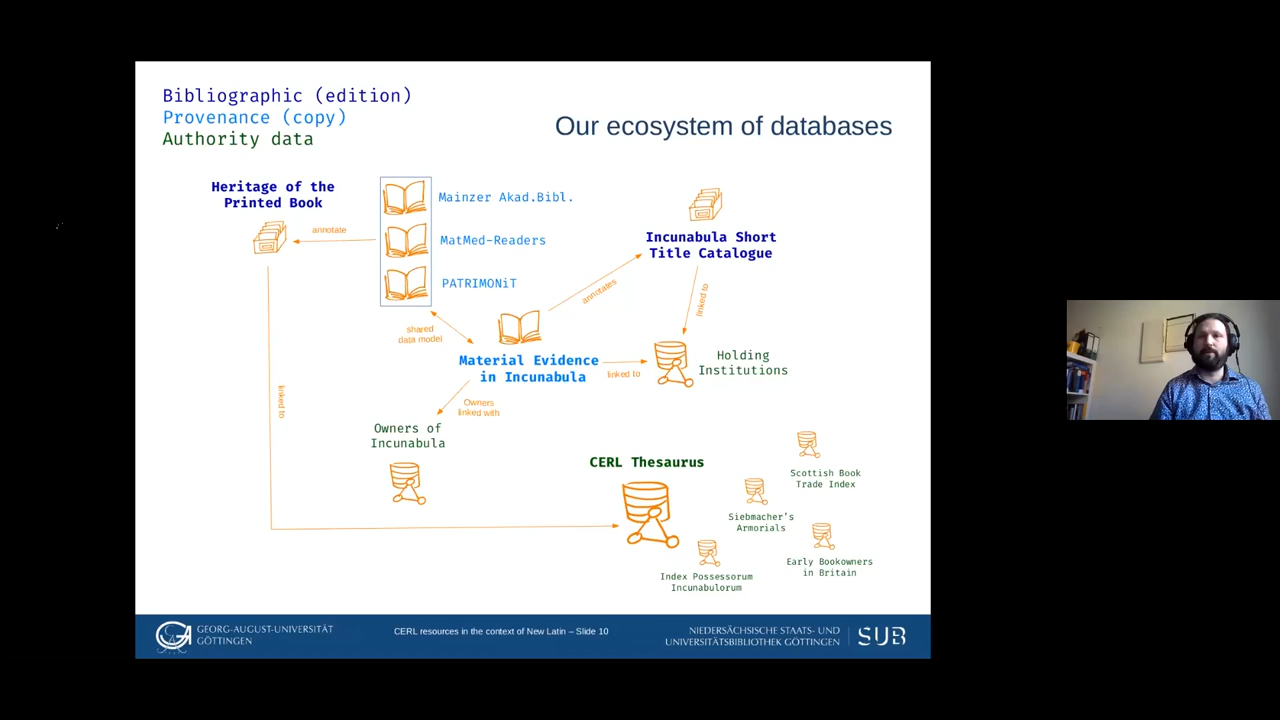 Bibliographic (edition)
Provenance (copy)
Authority data
Our ecosystem of databases
Heritage of the
Printed Book
annotate
Mainzer Akad.Bibl.
MatMed-Readers
PATRIMONiT
Incunabula Short
Title Catalogue
annotates
linked to
shared
data model
Material Evidence
in Incunabula
linked to
Holding
Institutions
linked to
Owners
linked with
Owners of
Incunabula
CERL Thesaurus
Scottish Book
Trade Index
Siebmacher's
Armorials
Early Bookowners
in Britain
Index Possessorum
Incunabulorum
GEORG-AUGUST-UNIVERSITÄT
GÖTTINGEN
CERL resources in the context of New Latin – Slide 10
NIEDERSÄCHSISCHE STAATS- UND
UNIVERSITÄTSBIBLIOTHEK GÖTTINGEN
SUB